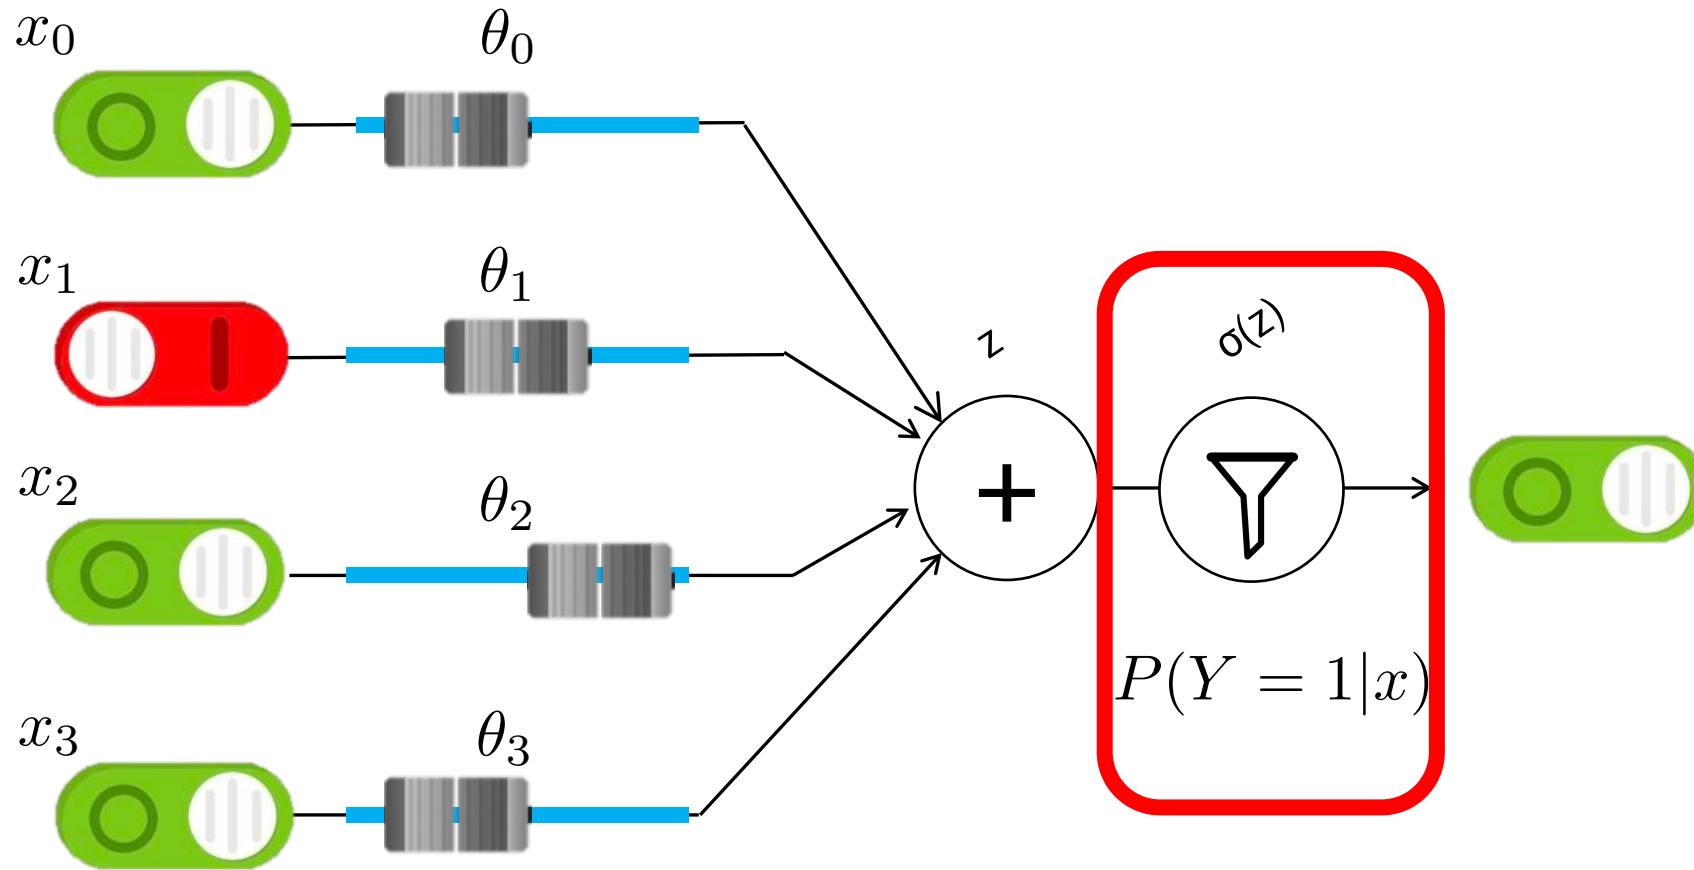 x₀
θ₀
x₁
θ₁
x₂
θ₂
x₃
θ₃
z
+
σ(z)
P(Y = 1|x)